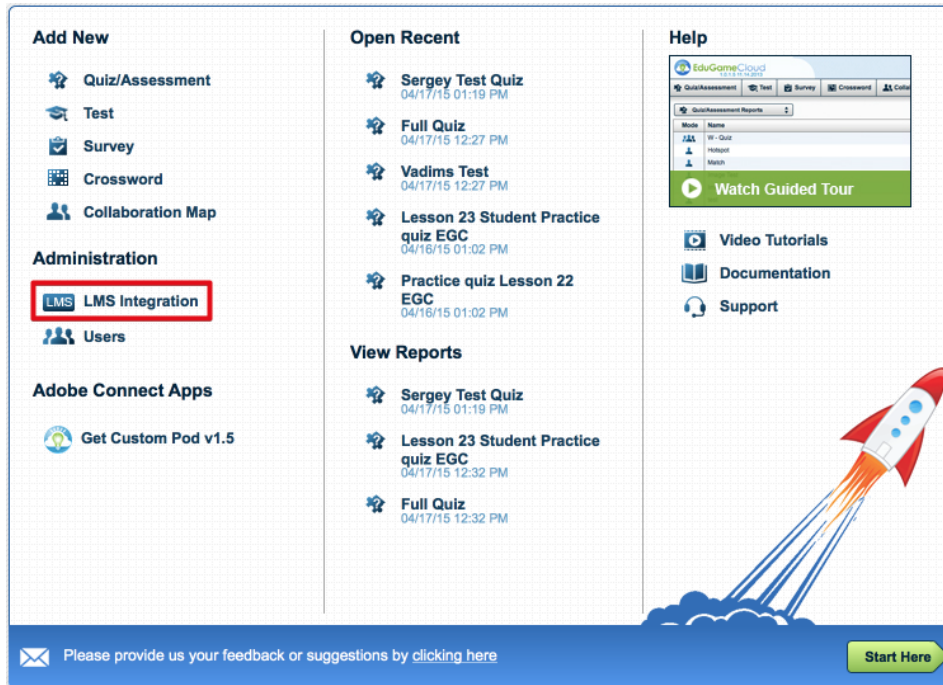 Add New
Quiz/Assessment
Test
Survey
Crossword
Collaboration Map
Administration
LMS LMS Integration
Users
Adobe Connect Apps
Get Custom Pod v1.5
Open Recent
Sergey Test Quiz
04/17/15 01:19 PM
Full Quiz
04/17/15 12:27 PM
Vadims Test
04/17/15 12:27 PM
Lesson 23 Student Practice
quiz EGC
04/16/15 01:02 PM
Practice quiz Lesson 22
EGC
04/16/15 01:02 PM
View Reports
Sergey Test Quiz
04/17/15 01:19 PM
Lesson 23 Student Practice
quiz EGC
04/17/15 12:32 PM
Full Quiz
04/17/15 12:32 PM
Help
EduGameCloud
Quiz/Assessment Test Survey Crossword Colla
Quiz/Assessment Reports
Mode Name
W - Quiz
Hotspot
Match
Watch Guided Tour
Video Tutorials
Documentation
Support
Please provide us your feedback or suggestions by clicking here
Start Here